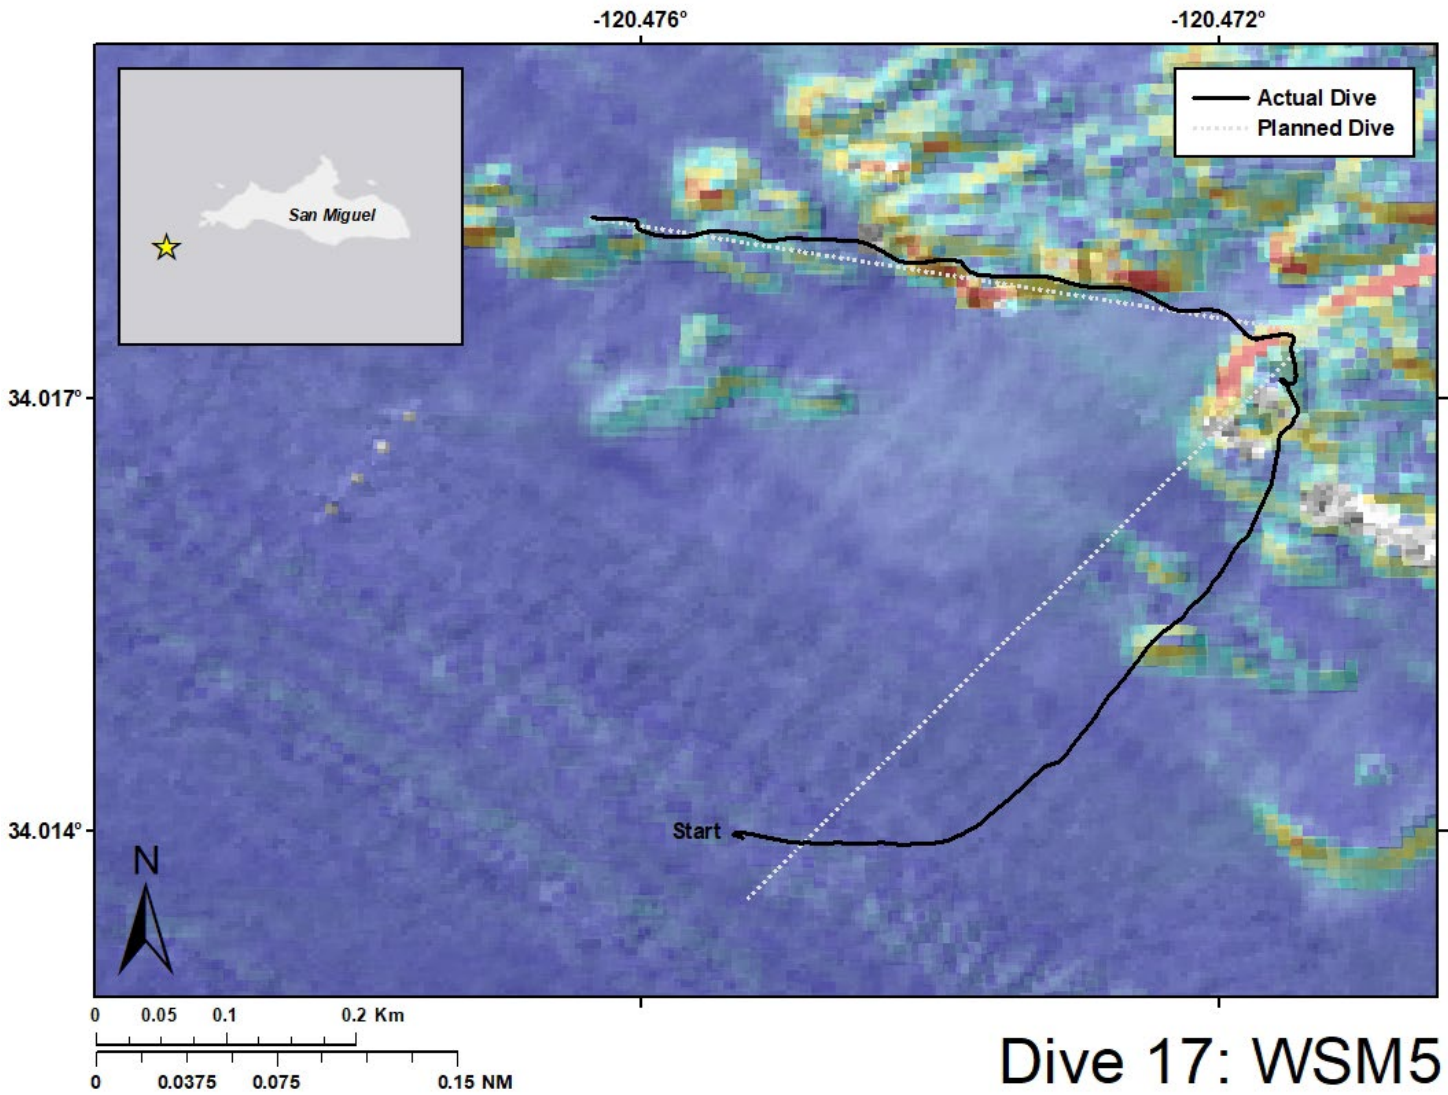 -120.476° -120.472°
Actual Dive
Planned Dive
San Miguel
34.017°
34.014°
Start
N
0 0.05 0.1 0.2 Km
0 0.0375 0.075 0.15 NM
Dive 17: WSM5